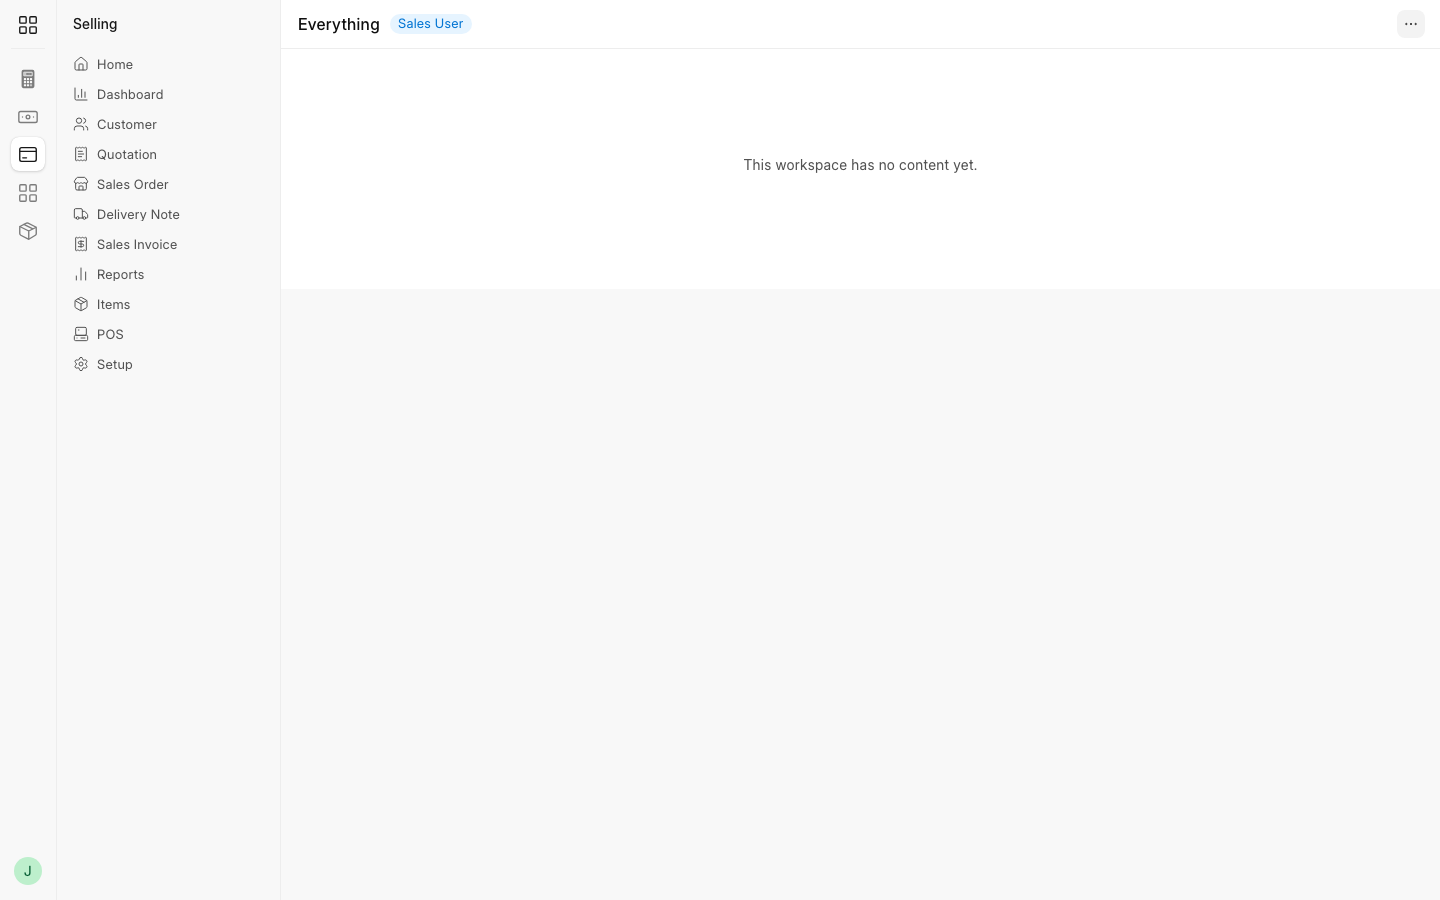 Selling
Everything
Sales User
Home
Dashboard
Customer
Quotation
Sales Order
Delivery Note
Sales Invoice
Reports
Items
POS
Setup
This workspace has no content yet.
J